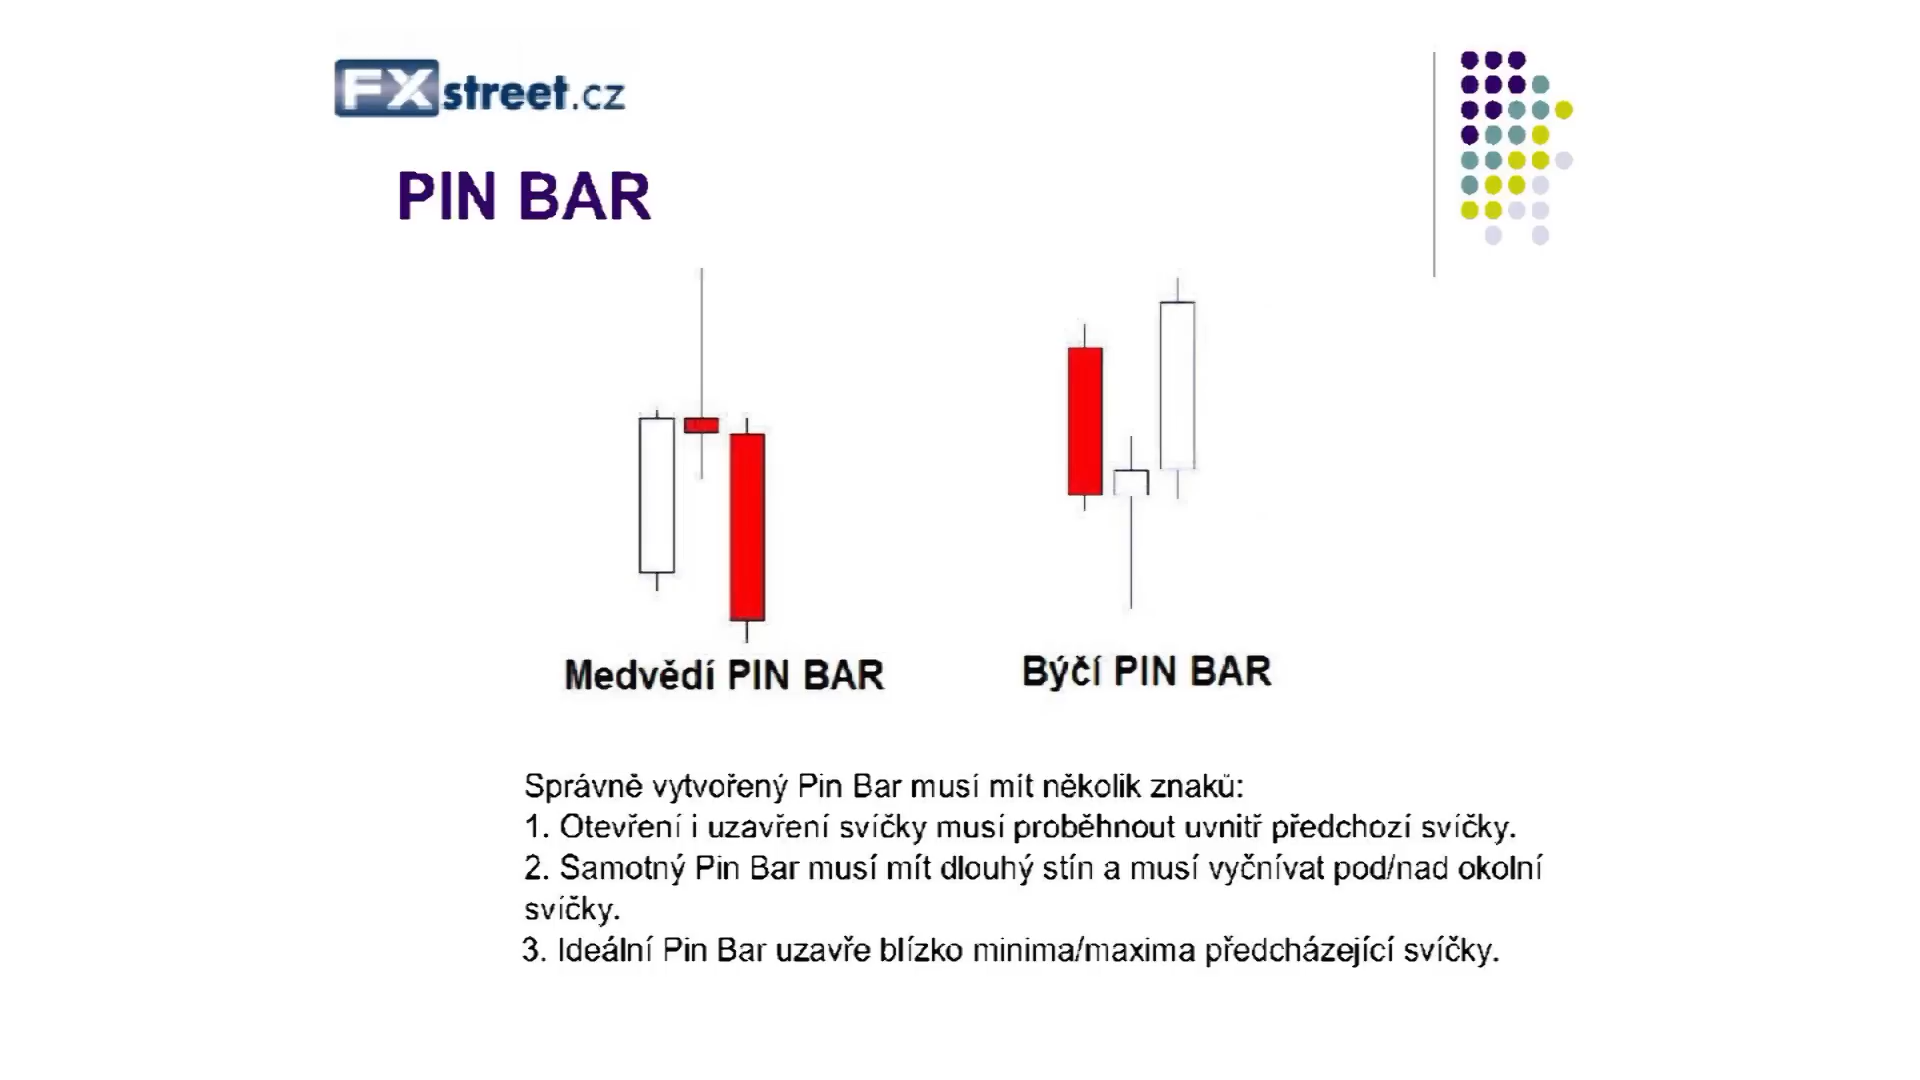 FXstreet.cz
PIN BAR
Medvědí PIN BAR
Býčí PIN BAR
Správně vytvořený Pin Bar musí mít několik znaků:
1. Otevření i uzavření svíčky musí proběhnout uvnitř předchozí svíčky.
2. Samotný Pin Bar musí mít dlouhý stín a musí vyčnívat pod/nad okolní
svíčky.
3. Ideální Pin Bar uzavře blízko minima/maxima předcházející svíčky.